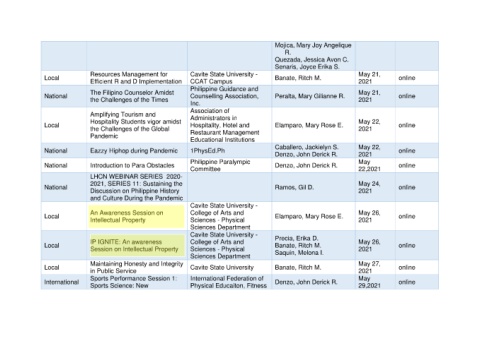 Mojica, Mary Joy Angelique
R.
Quezada, Jessica Avon C.
Senaris, Joyce Erika S.
Local Resources Management for Cavite State University - Banate, Ritch M. May 21, online
Efficient R and D Implementation CCAT Campus 2021
National The Filipino Counselor Amidst Philippine Guidance and Peralta, Mary Gilianne R. May 21, online
the Challenges of the Times Counselling Association, 2021
Inc.
Local Amplifying Tourism and Association of Elamparo, Mary Rose E. May 22, online
Hospitality Students vigor amidst Administrators in 2021
the Challenges of the Global Hospitality, Hotel and
Pandemic Restaurant Management
Educational Institutions
National Eazzy Hiphop during Pandemic 1PhysEd.Ph Caballero, Jackielyn S. May 22, online
Denzo, John Derick R. 2021
National Introduction to Para Obstacles Philippine Paralympic Denzo, John Derick R. May online
Committee 22,2021
National LHCN WEBINAR SERIES 2020- Ramos, Gil D. May 24, online
2021, SERIES 11: Sustaining the 2021
Discussion on Philippine History
and Culture During the Pandemic
Local An Awareness Session on Cavite State University - Elamparo, Mary Rose E. May 26, online
Intellectual Property College of Arts and 2021
Sciences - Physical
Sciences Department
Local IP IGNITE: An awareness Cavite State University - Precia, Erika D. May 26, online
Session on Intellectual Property College of Arts and Banate, Ritch M. 2021
Sciences - Physical Saquin, Melona I.
Sciences Department
Local Maintaining Honesty and Integrity Cavite State University Banate, Ritch M. May 27, online
in Public Service 2021
International Sports Performance Session 1: International Federation of Denzo, John Derick R. May online
Sports Science: New Physical Educaiton, Fitness 29,2021